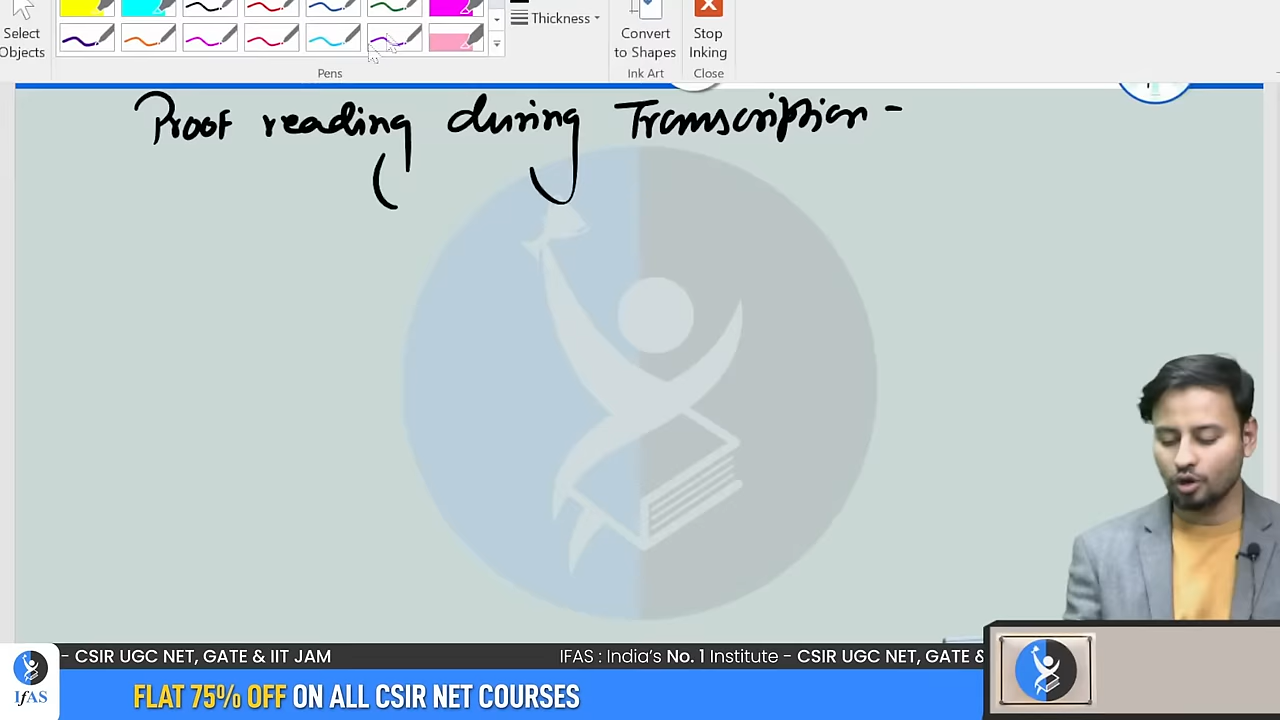 Select
Objects
Thickness
Convert
to Shapes
Stop
Inking
Pens
Ink Art
Close
Proof reading during Transcription -
- CSIR UGC NET, GATE & IIT JAM
IFAS : India's No. 1 Institute - CSIR UGC NET, GATE &
IFAS
FLAT 75% OFF ON ALL CSIR NET COURSES